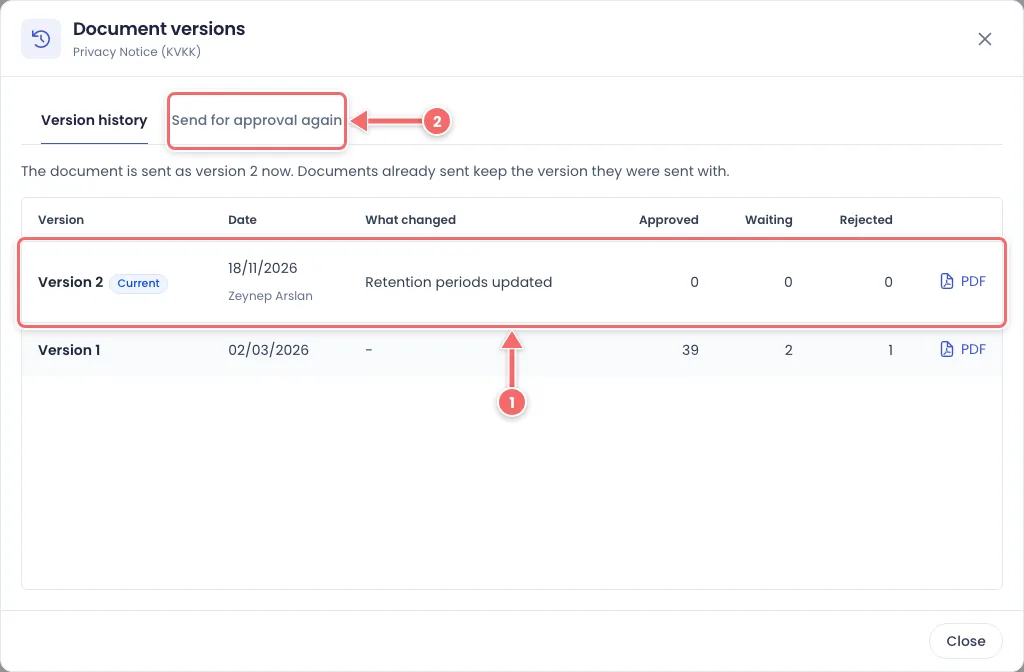 Document versions
Privacy Notice (KVKK)
Version history
Send for approval again
2
The document is sent as version 2 now. Documents already sent keep the version they were sent with.
Version Date What changed Approved Waiting Rejected
18/11/2026
Version 2 Current Retention periods updated 0 0 0 PDF
Zeynep Arslan
Version 1 02/03/2026 - 39 2 1 PDF
1
Close